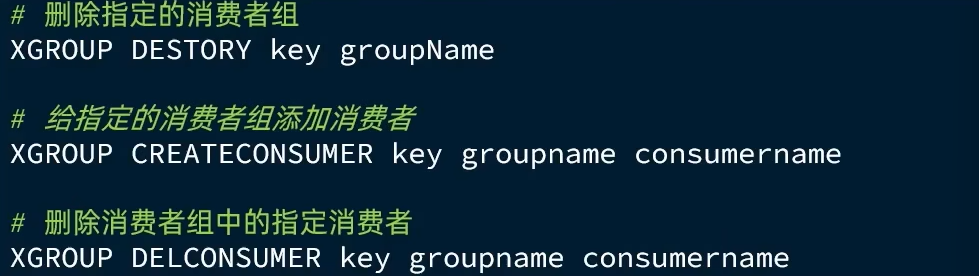 # 删除指定的消费者组
XGROUP DESTORY key groupName
# 给指定的消费者组添加消费者
XGROUP CREATECONSUMER key groupname consumername
# 删除消费者组中的指定消费者
XGROUP DELCONSUMER key groupname consumername